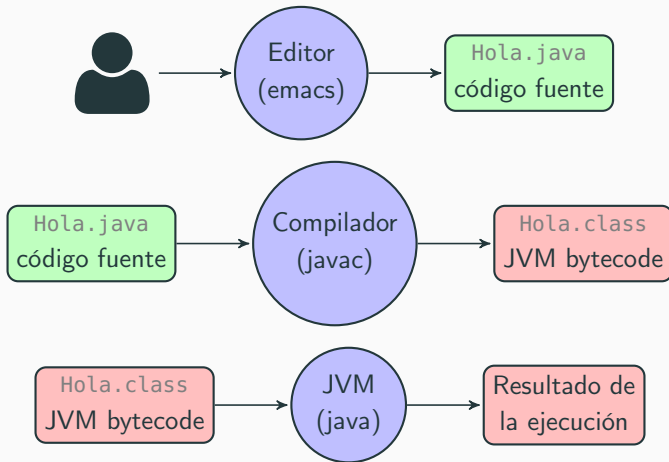 Editor
(emacs)
Hola.java
código fuente
Hola.java
código fuente
Compilador
(javac)
Hola.class
JVM bytecode
Hola.class
JVM bytecode
JVM
(java)
Resultado de
la ejecución